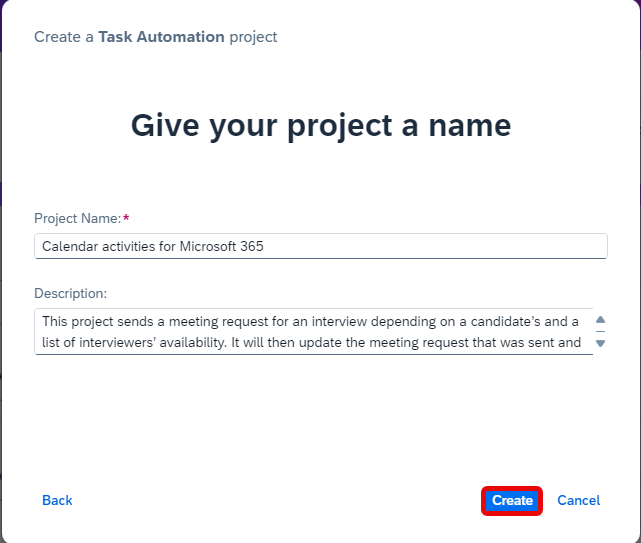 Create a Task Automation project
Give your project a name
Project Name:*
Calendar activities for Microsoft 365
Description:
This project sends a meeting request for an interview depending on a candidate’s and a
list of interviewers’ availability. It will then update the meeting request that was sent and
Back
Create
Cancel